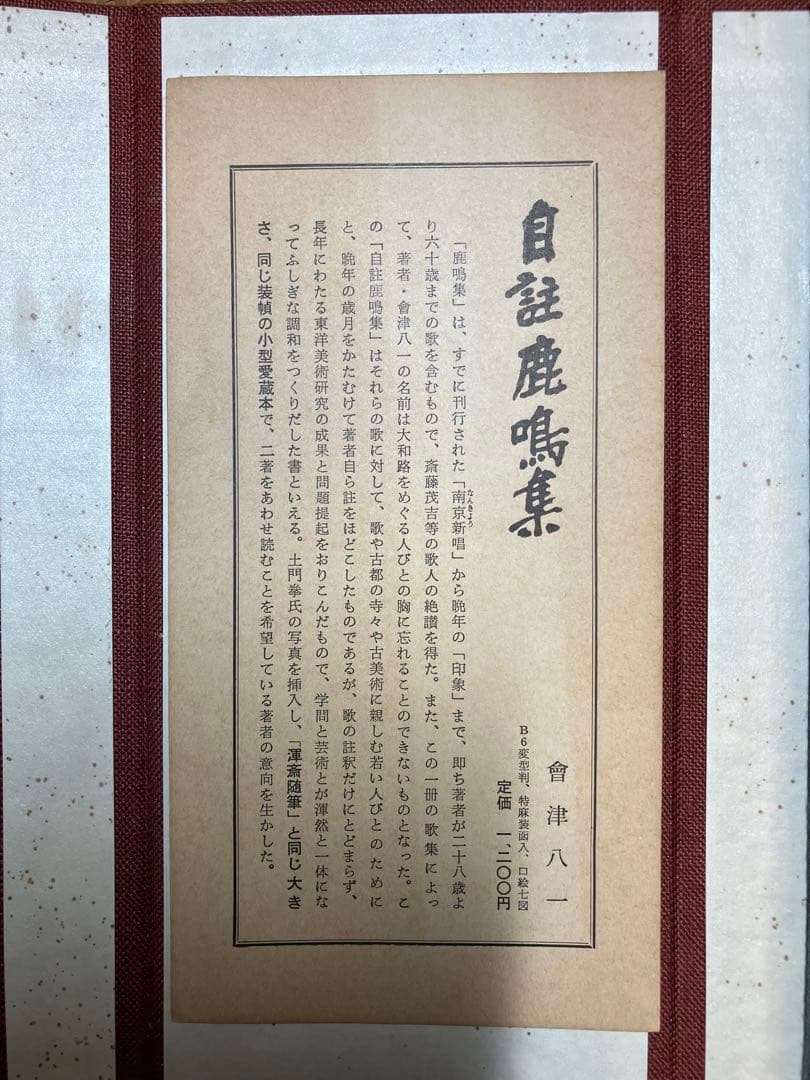 自註鹿鳴集
會津八一
B6変型判、特麻装函入、口絵七図
定価 一、二〇〇円
「鹿鳴集」は、すでに刊行された「南京新唱」から晩年の「印象」まで、即ち著者が二十八歳よ
なんきょう
り六十歳までの歌を含むもので、斎藤茂吉等の歌人の絶讃を得た。また、この一冊の歌集によっ
て、著者・會津八一の名前は大和路をめぐる人びとの胸に忘れることのできないものとなった。こ
の「自註鹿鳴集」はそれらの歌に対して、歌や古都の寺々や古美術に親しむ若い人びとのために
と、晩年の歳月をかたむけて著者自ら註をほどこしたものであるが、歌の註釈だけにとどまらず、
長年にわたる東洋美術研究の成果と問題提起をおりこんだもので、学問と芸術とが渾然と一体にな
ってふしぎな調和をつくりだした書といえる。土門拳氏の写真を挿入し、「渾斎随筆」と同じ大き
さ、同じ装幀の小型愛蔵本で、二著をあわせ読むことを希望している著者の意向を生かした。